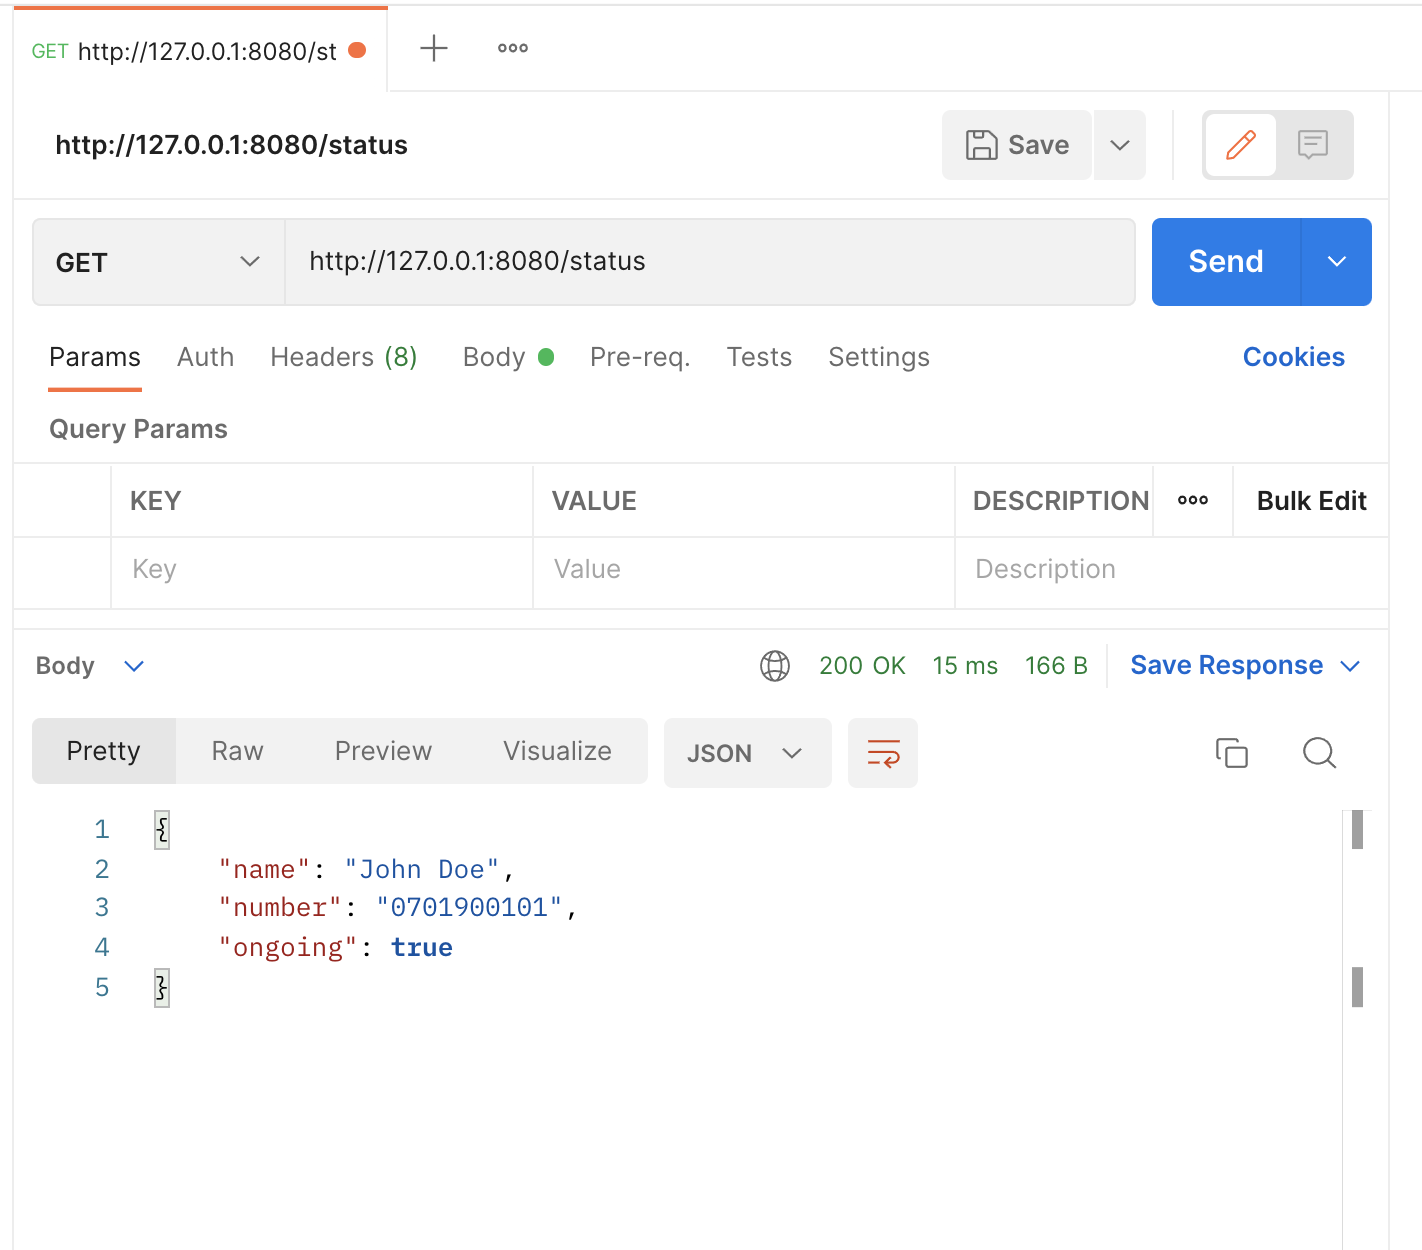 GET http://127.0.0.1:8080/st
http://127.0.0.1:8080/status
Save
GET http://127.0.0.1:8080/status Send
Params Auth Headers (8) Body Pre-req. Tests Settings Cookies
Query Params
KEY VALUE DESCRIPTION Bulk Edit
Key Value Description
Body 200 OK 15 ms 166 B Save Response
Pretty Raw Preview Visualize JSON
1 {
2 "name": "John Doe",
3 "number": "0701900101",
4 "ongoing": true
5 }